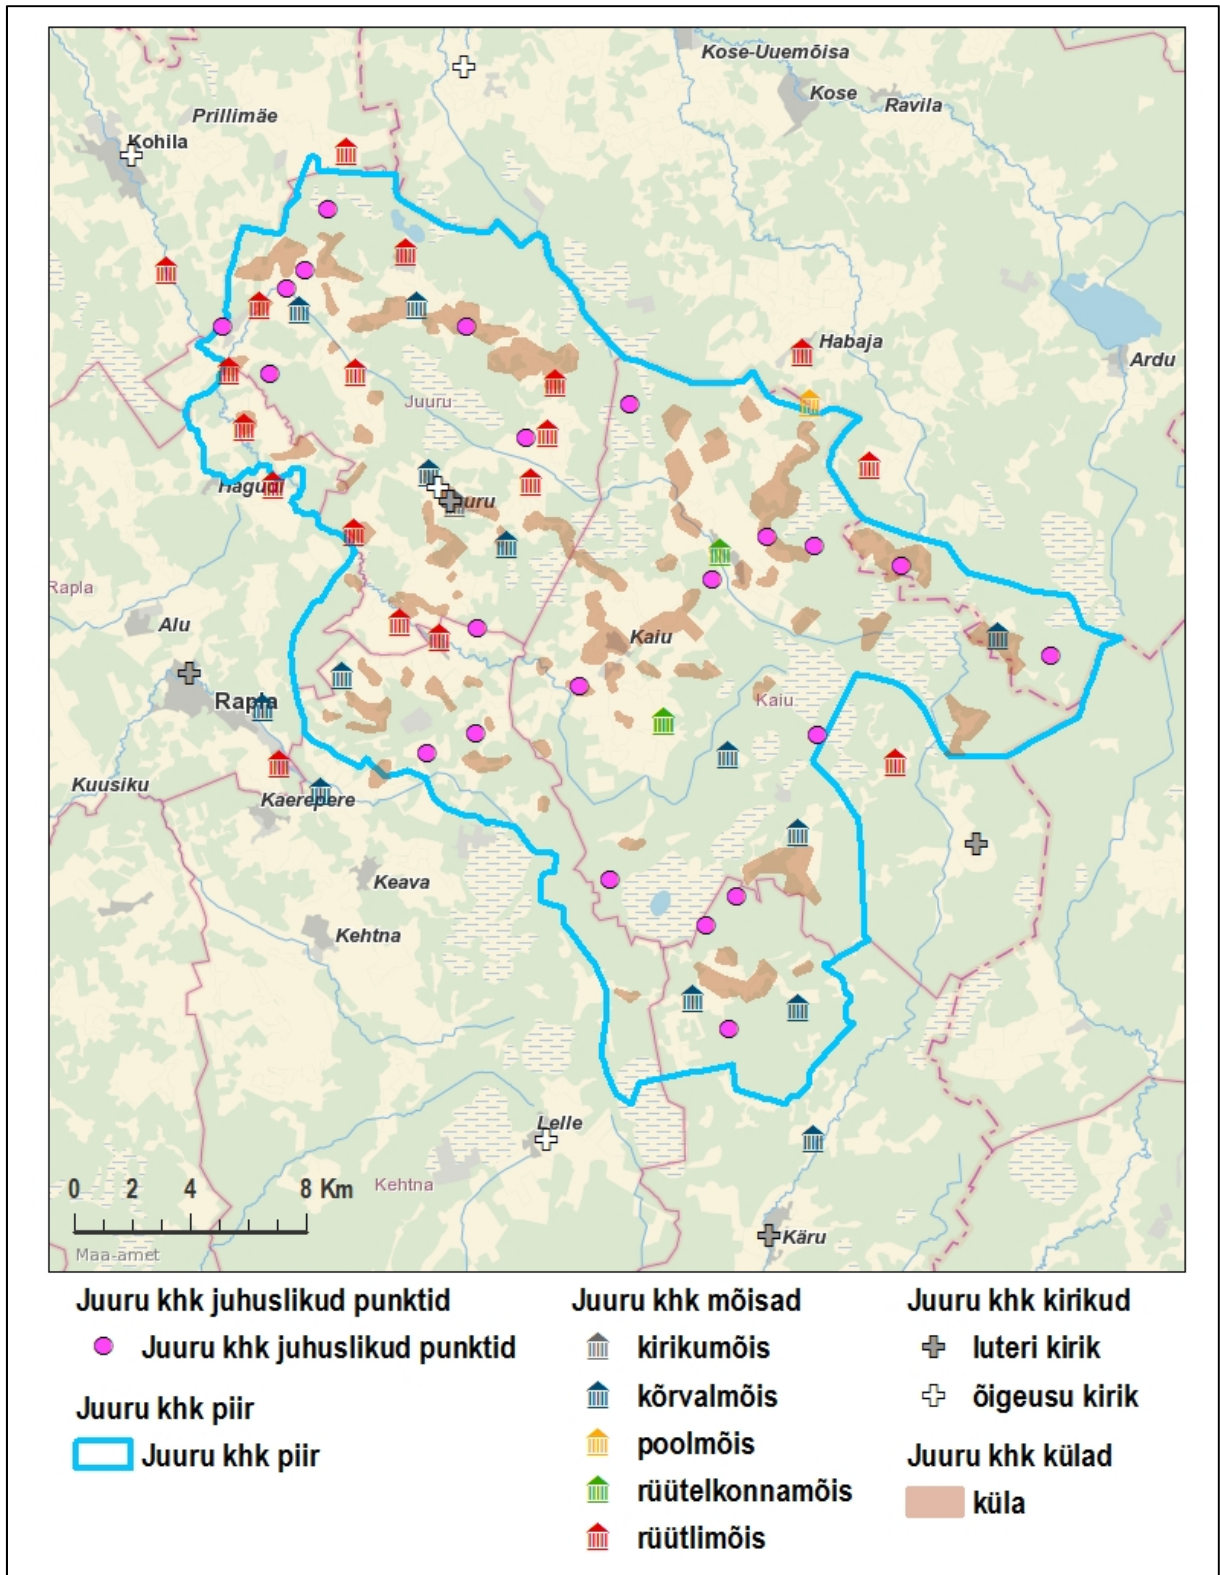 Kose-Uuemõisa
Kose
Ravila
Prillimäe
Kohila
Habaja
Ardu
Juuru
Hagudi
Juuru
Rapla
Alu
Kaiu
Rapla
Kaiu
Kuusiku
Kaerepere
Keava
Kehtna
Lelle
Kehtna
Käru
0 2 4 8 Km
Maa-amet
Juuru khk juhuslikud punktid
Juuru khk juhuslikud punktid
Juuru khk piir
Juuru khk piir
Juuru khk mõisad
kirikumõis
kõrvalmõis
poolmõis
rüütelkonnamõis
rüütlimõis
Juuru khk kirikud
luteri kirik
õigeusu kirik
Juuru khk külad
küla